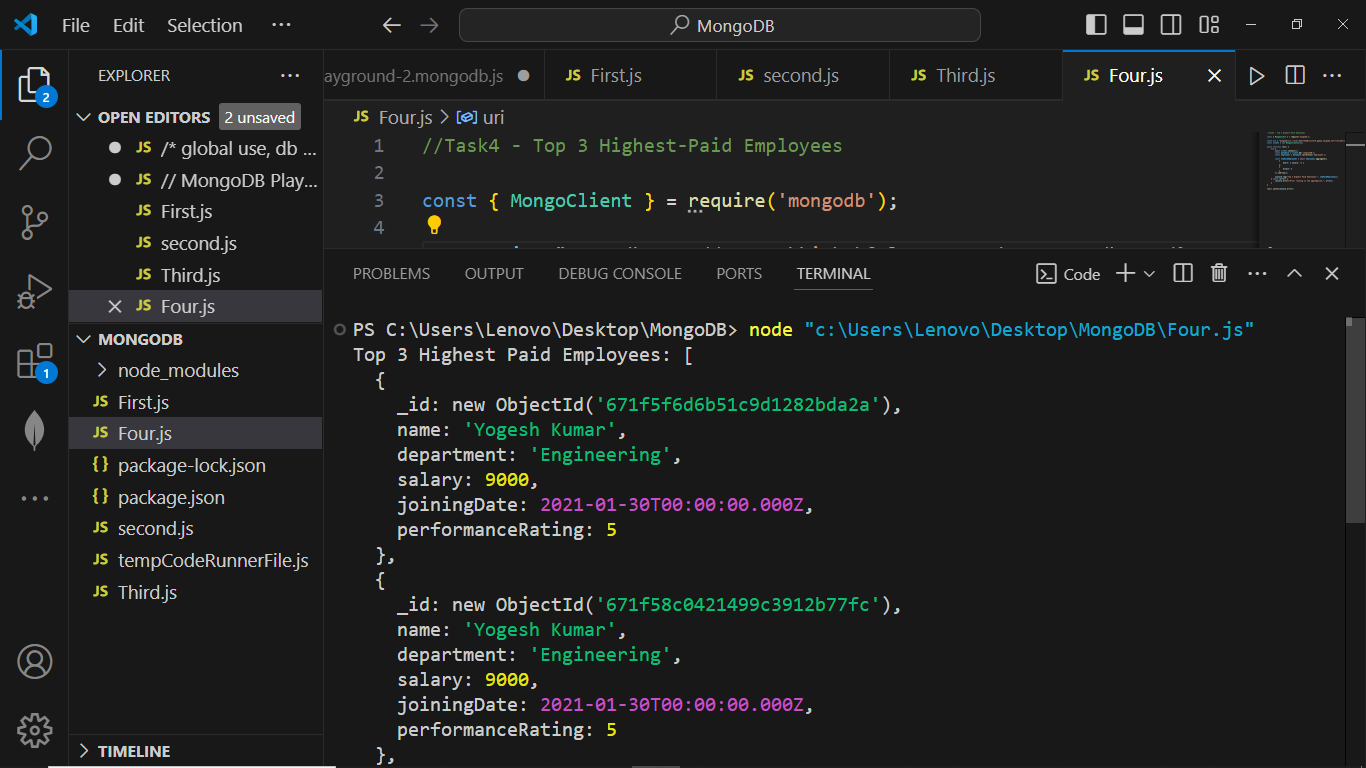 File Edit Selection ··· MongoDB
EXPLORER ···
OPEN EDITORS 2 unsaved
JS /* global use, db ...
JS // MongoDB Play...
JS First.js
JS second.js
JS Third.js
JS Four.js
MONGODB
node_modules
JS First.js
JS Four.js
{} package-lock.json
{} package.json
JS second.js
JS tempCodeRunnerFile.js
JS Third.js
TIMELINE
2
1
ayground-2.mongodb.js JS First.js JS second.js JS Third.js JS Four.js ···
JS Four.js > uri
1 //Task4 - Top 3 Highest-Paid Employees
2
3 const { MongoClient } = require('mongodb');
4
PROBLEMS OUTPUT DEBUG CONSOLE PORTS TERMINAL Code ···
PS C:\Users\Lenovo\Desktop\MongoDB> node "c:\Users\Lenovo\Desktop\MongoDB\Four.js"
Top 3 Highest Paid Employees: [
  {
    _id: new ObjectId('671f5f6d6b51c9d1282bda2a'),
    name: 'Yogesh Kumar',
    department: 'Engineering',
    salary: 9000,
    joiningDate: 2021-01-30T00:00:00.000Z,
    performanceRating: 5
  },
  {
    _id: new ObjectId('671f58c0421499c3912b77fc'),
    name: 'Yogesh Kumar',
    department: 'Engineering',
    salary: 9000,
    joiningDate: 2021-01-30T00:00:00.000Z,
    performanceRating: 5
  },